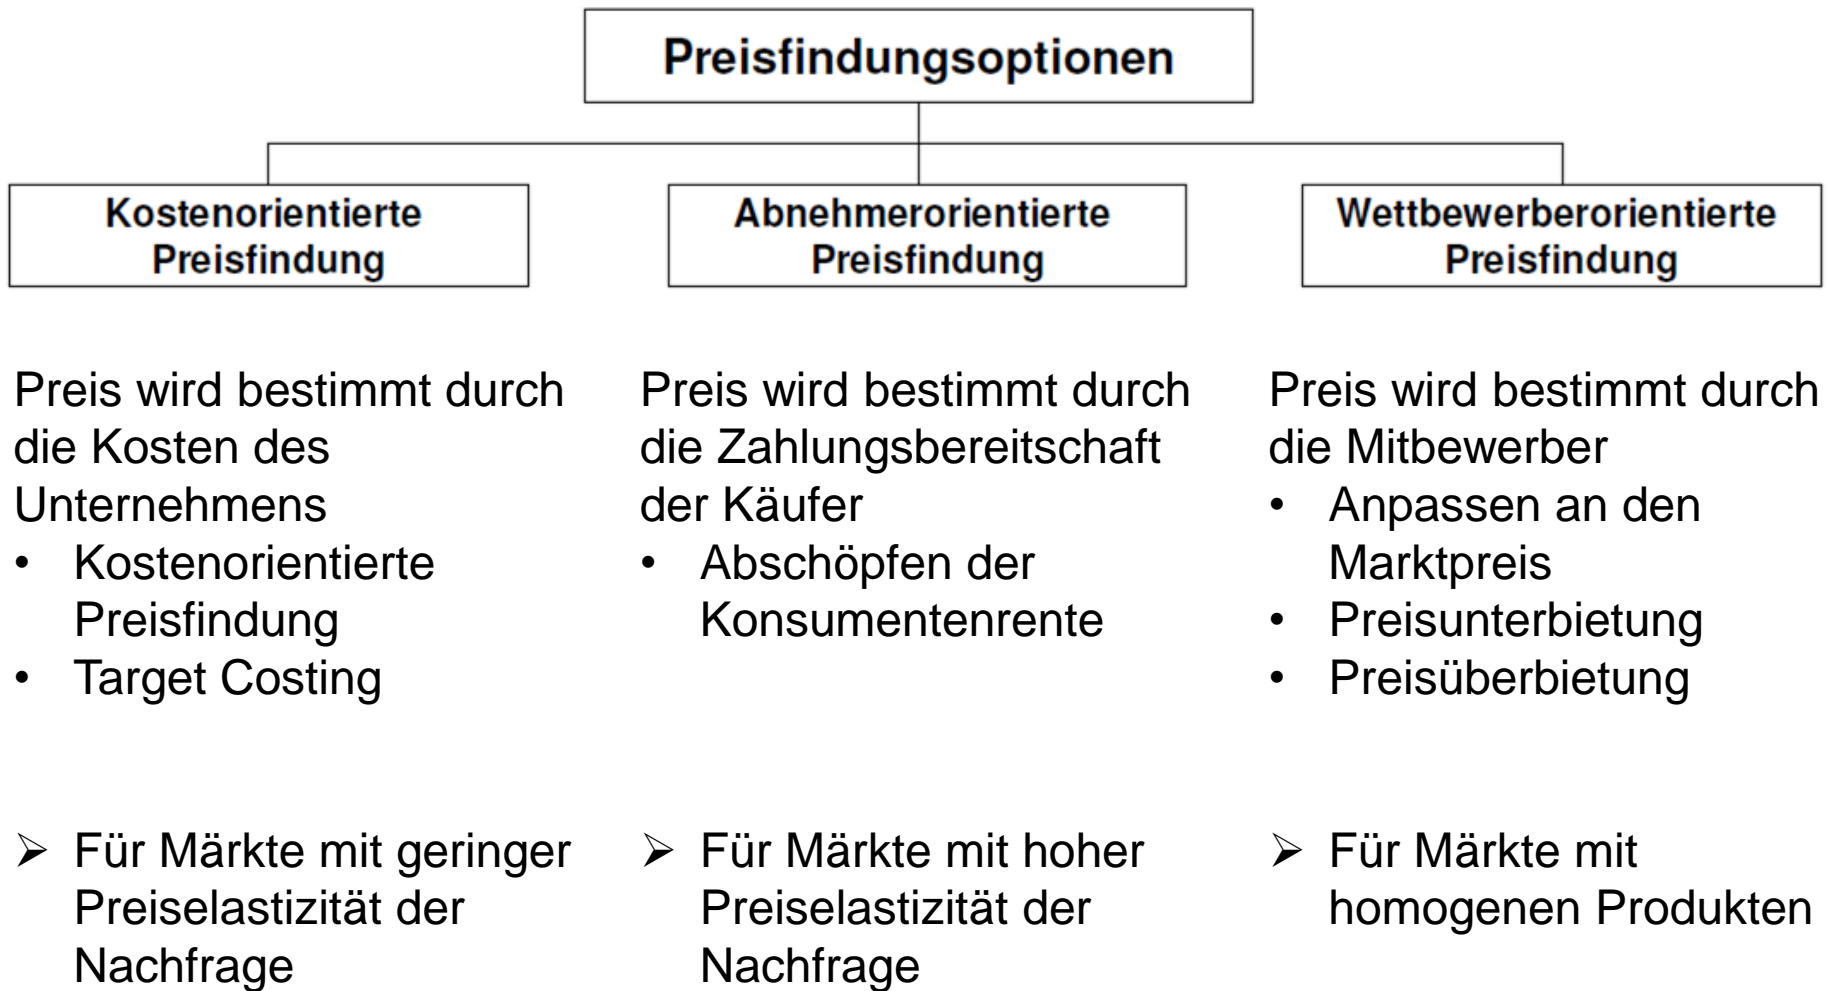 Preisfindungsoptionen
Kostenorientierte
Preisfindung
Abnehmerorientierte
Preisfindung
Wettbewerberorientierte
Preisfindung
Preis wird bestimmt durch
die Kosten des
Unternehmens
• Kostenorientierte
Preisfindung
• Target Costing
➢ Für Märkte mit geringer
Preiselastizität der
Nachfrage
Preis wird bestimmt durch
die Zahlungsbereitschaft
der Käufer
• Abschöpfen der
Konsumentenrente
➢ Für Märkte mit hoher
Preiselastizität der
Nachfrage
Preis wird bestimmt durch
die Mitbewerber
• Anpassen an den
Marktpreis
• Preisunterbietung
• Preisüberbietung
➢ Für Märkte mit
homogenen Produkten